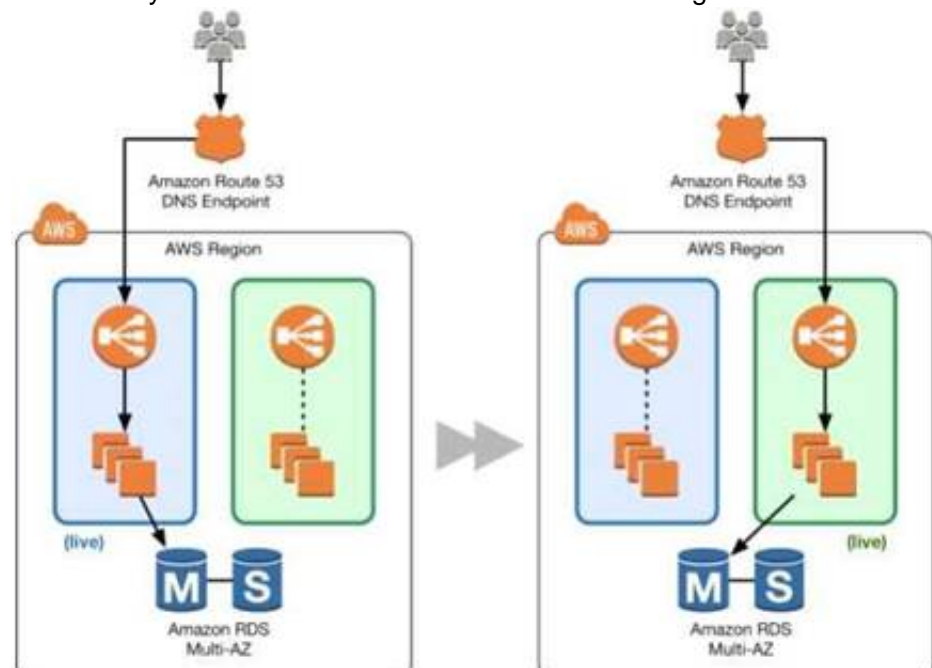 Amazon Route 53
DNS Endpoint
AWS
AWS Region
(live)
M
S
Amazon RDS
Multi-AZ
Amazon Route 53
DNS Endpoint
AWS
AWS Region
(live)
M
S
Amazon RDS
Multi-AZ